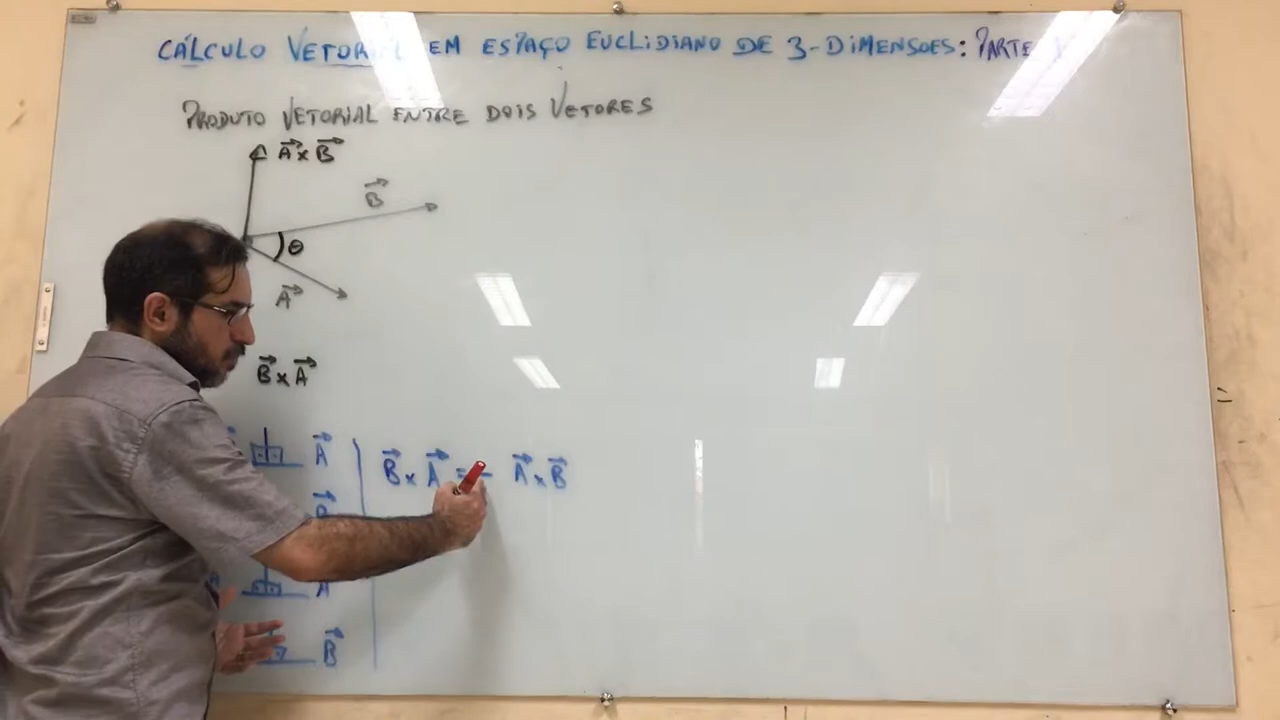 CÁLCULO VETORIAL EM ESPAÇO EUCLIDIANO DE 3-DIMENSOES: PARTE
PRODUTO VETORIAL ENTRE DOIS VETORES
A⃗ x B⃗
B⃗
θ
A⃗
B⃗ x A⃗
A⃗
B⃗ x A⃗ = - A⃗ x B⃗
B⃗
A⃗
B⃗